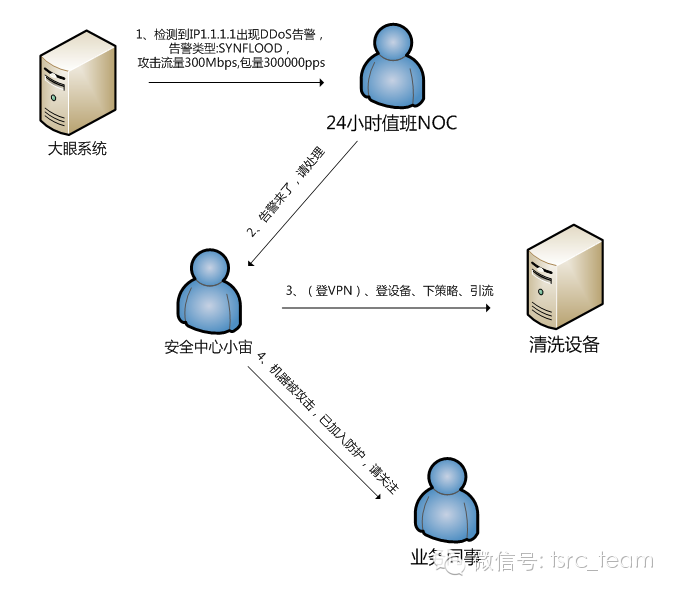 1、检测到IP1.1.1.1出现DDoS告警，
告警类型:SYNFLOOD，
攻击流量300Mbps,包量300000pps
大眼系统
24小时值班NOC
2、告警来了，请处理
安全中心小宙
3、（登VPN）、登设备、下策略、引流
清洗设备
4、机器被攻击，已加入防护，请关注
业务同事
微信号: tsrc_team